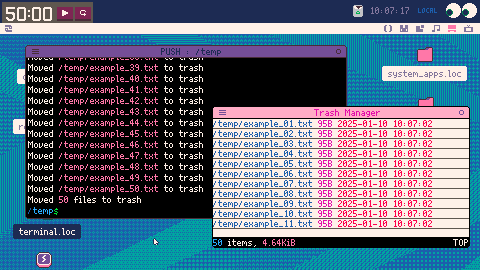 50:00
10:07:17 LOCAL
PUSH : /temp
system_apps.loc
Moved /temp/example_39.txt to trash
Moved /temp/example_40.txt to trash
Moved /temp/example_41.txt to trash
Moved /temp/example_42.txt to trash
Moved /temp/example_43.txt to trash
Moved /temp/example_44.txt to trash
Moved /temp/example_45.txt to trash
Moved /temp/example_46.txt to trash
Moved /temp/example_47.txt to trash
Moved /temp/example_48.txt to trash
Moved /temp/example_49.txt to trash
Moved /temp/example_50.txt to trash
Moved 50 files to trash
/temp$
Trash Manager
/temp/example_01.txt 95B 2025-01-10 10:07:02
/temp/example_02.txt 95B 2025-01-10 10:07:02
/temp/example_03.txt 95B 2025-01-10 10:07:02
/temp/example_04.txt 95B 2025-01-10 10:07:02
/temp/example_05.txt 95B 2025-01-10 10:07:02
/temp/example_06.txt 95B 2025-01-10 10:07:02
/temp/example_07.txt 95B 2025-01-10 10:07:02
/temp/example_08.txt 95B 2025-01-10 10:07:02
/temp/example_09.txt 95B 2025-01-10 10:07:02
/temp/example_10.txt 95B 2025-01-10 10:07:02
/temp/example_11.txt 95B 2025-01-10 10:07:02
50 items, 4.64KiB TOP
terminal.loc